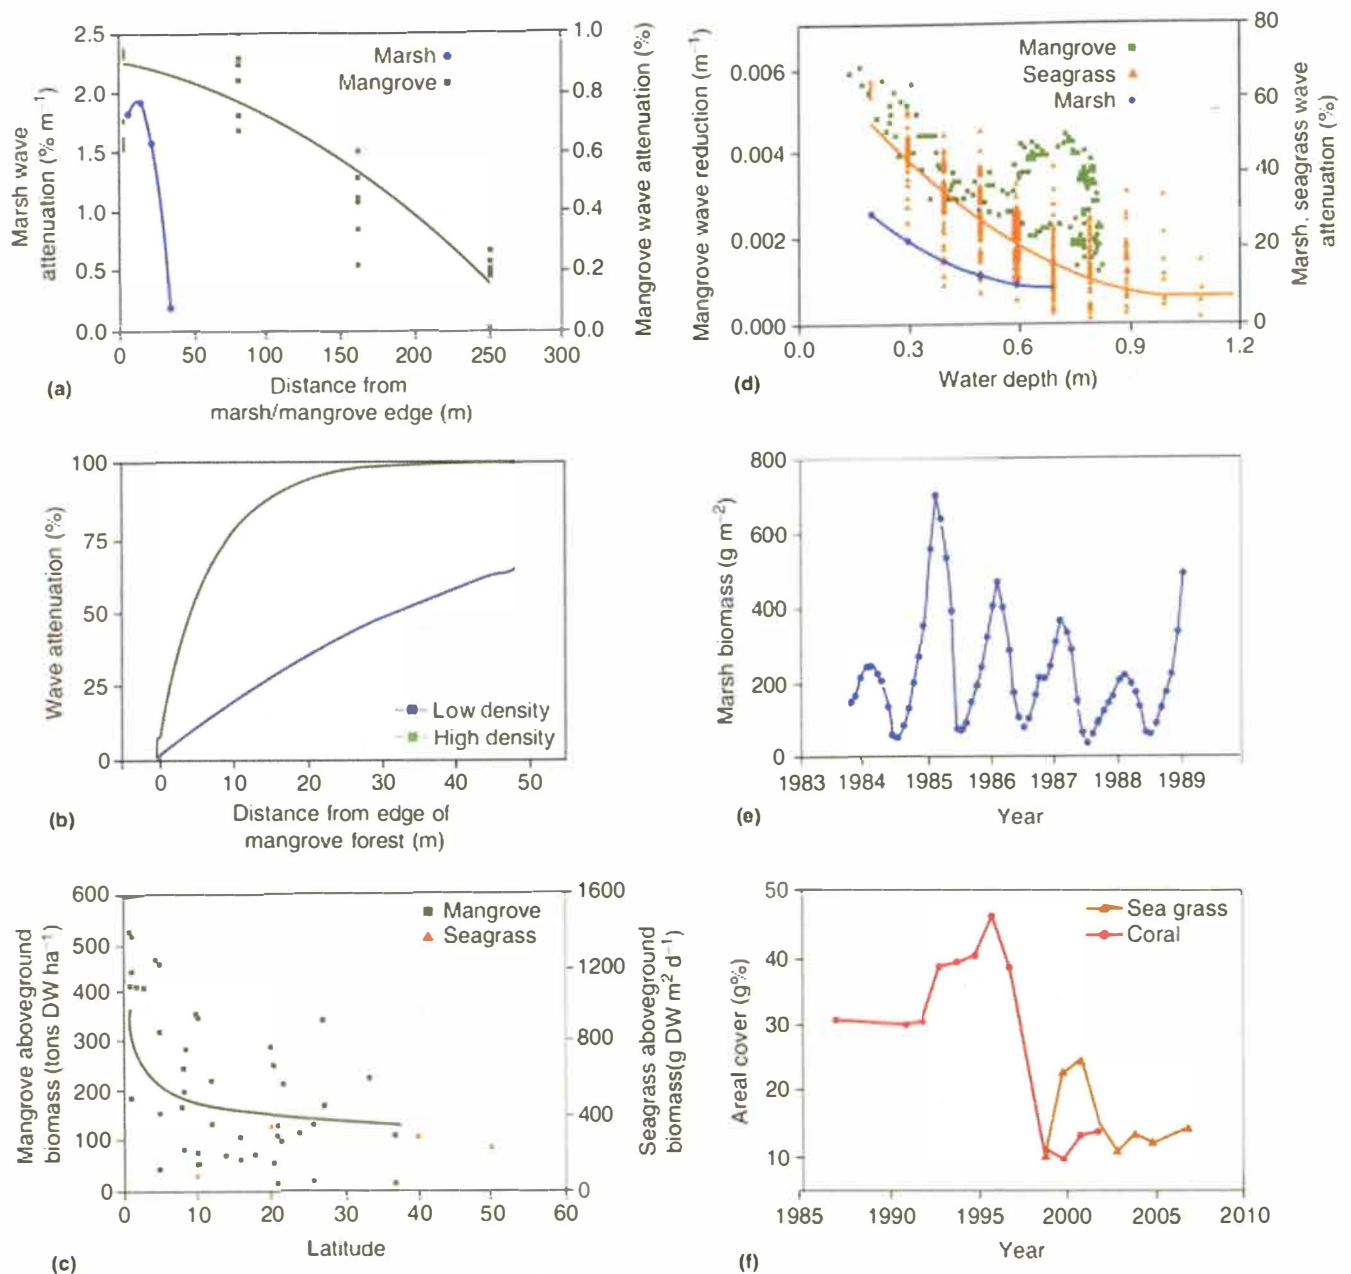 2.5
2.0
1.5
1.0
0.5
0.0
Marsh wave
attenuation (% m⁻¹)
Marsh
Mangrove
1.0
0.8
0.6
0.4
0.2
0.0
Mangrove wave attenuation (%)
0 50 100 150 200 250 300
(a)
Distance from
marsh/mangrove edge (m)
Mangrove wave reduction (m⁻¹)
0.006
0.004
0.002
0.000
Mangrove
Seagrass
Marsh
80
60
40
20
0
Marsh, seagrass wave
attenuation (%)
0.0 0.3 0.6 0.9 1.2
(d)
Water depth (m)
100
75
50
25
0
Wave attenuation (%)
Low density
High density
0 10 20 30 40 50
(b)
Distance from edge of
mangrove forest (m)
800
600
400
200
0
Marsh biomass (g m⁻²)
1983 1984 1985 1986 1987 1988 1989
(e)
Year
600
500
400
300
200
100
0
Mangrove aboveground
biomass (tons DW ha⁻¹)
Mangrove
Seagrass
1600
1200
800
400
0
Seagrass aboveground
biomass(g DW m² d⁻¹)
0 10 20 30 40 50 60
(c)
Latitude
50
40
30
20
10
Areal cover (g%)
Sea grass
Coral
1985 1990 1995 2000 2005 2010
(f)
Year